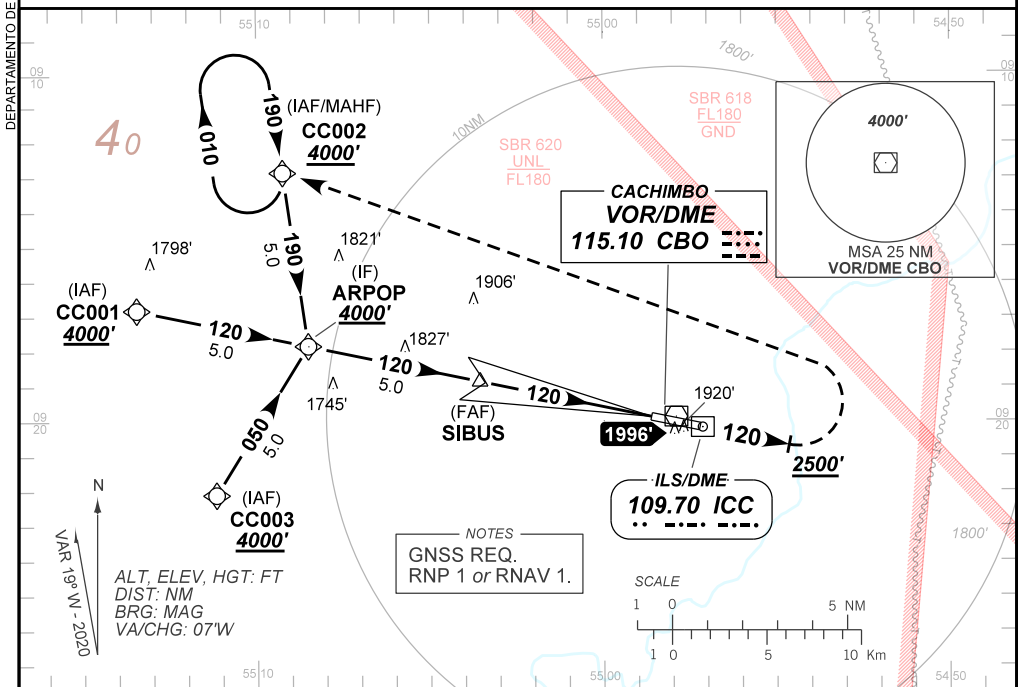 DEPARTAMENTO DE
55 10
55 00
54 50
09
10
09
10
1800'
10NM
SBR 618
FL180
GND
SBR 620
UNL
FL180
4000'
MSA 25 NM
VOR/DME CBO
40
190
010
(IAF/MAHF)
CC002
4000'
CACHIMBO
VOR/DME
115.10 CBO
190
5.0
1798'
1821'
(IF)
ARPOP
4000'
1906'
(IAF)
CC001
4000'
120
5.0
1827'
120
5.0
1745'
120
(FAF)
SIBUS
1920'
1996'
120
2500'
09
20
09
20
050
5.0
(IAF)
CC003
4000'
ILS/DME
109.70 ICC
N
VAR 19º W - 2020
ALT, ELEV, HGT: FT
DIST: NM
BRG: MAG
VA/CHG: 07'W
NOTES
GNSS REQ.
RNP 1 or RNAV 1.
1800'
SCALE
1 0 5 NM
1 0 5 10 Km
55 10
55 00
54 50